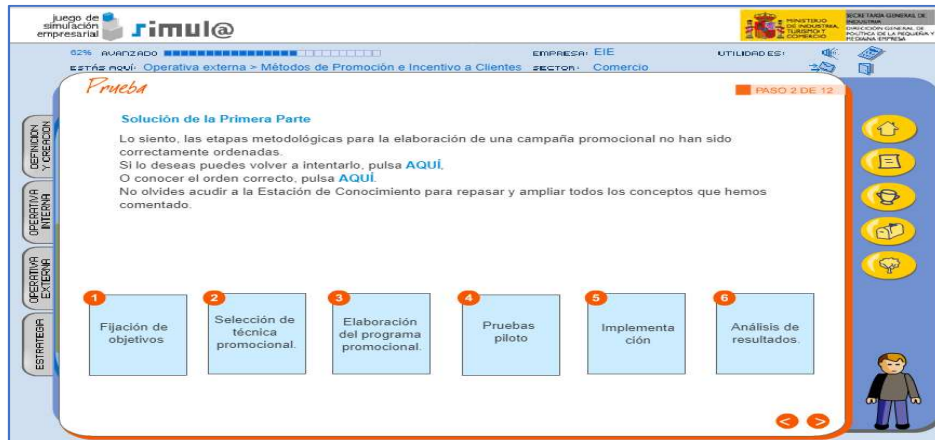 juego de
simulación
empresarial
simul@
MINISTERIO
DE INDUSTRIA,
TURISMO Y
COMERCIO
SECRETARÍA GENERAL DE
INDUSTRIA
DIRECCIÓN GENERAL DE
POLÍTICA DE LA PEQUEÑA Y
MEDIANA EMPRESA
62% AVANZADO
EMPRESA: EIE
UTILIDADES:
ESTÁS AQUÍ: Operativa externa > Métodos de Promoción e Incentivo a Clientes
SECTOR: Comercio
Prueba
PASO 2 DE 12
DEFINICION
Y CREACION
OPERATIVA
INTERNA
OPERATIVA
EXTERNA
ESTRATEGIA
Solución de la Primera Parte
Lo siento, las etapas metodológicas para la elaboración de una campaña promocional no han sido
correctamente ordenadas.
Si lo deseas puedes volver a intentarlo, pulsa AQUÍ,
O conocer el orden correcto, pulsa AQUÍ.
No olvides acudir a la Estación de Conocimiento para repasar y ampliar todos los conceptos que hemos
comentado.
1
Fijación de
objetivos
2
Selección de
técnica
promocional.
3
Elaboración
del programa
promocional.
4
Pruebas
piloto
5
Implementa
ción
6
Análisis de
resultados.